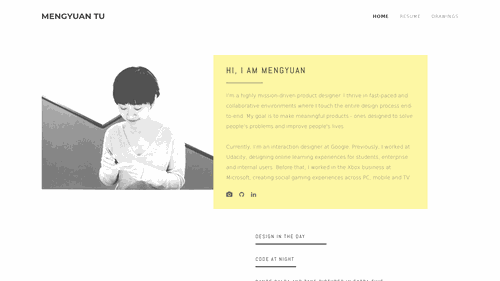 MENGYUAN TU
HOME RESUME DRAWINGS
HI, I AM MENGYUAN
I'm a highly mission-driven product designer. I thrive in fast-paced and
collaborative environments where I touch the entire design process end
to end. My goal is to make meaningful products - ones designed to solve
people's problems and improve people's lives.
Currently, I'm an interaction designer at Google. Previously, I worked at
Udacity, designing online learning experiences for students, enterprise
and internal users. Before that, I worked in the Xbox business at
Microsoft, creating social gaming experiences across PC, mobile and TV.
DESIGN IN THE DAY
CODE AT NIGHT